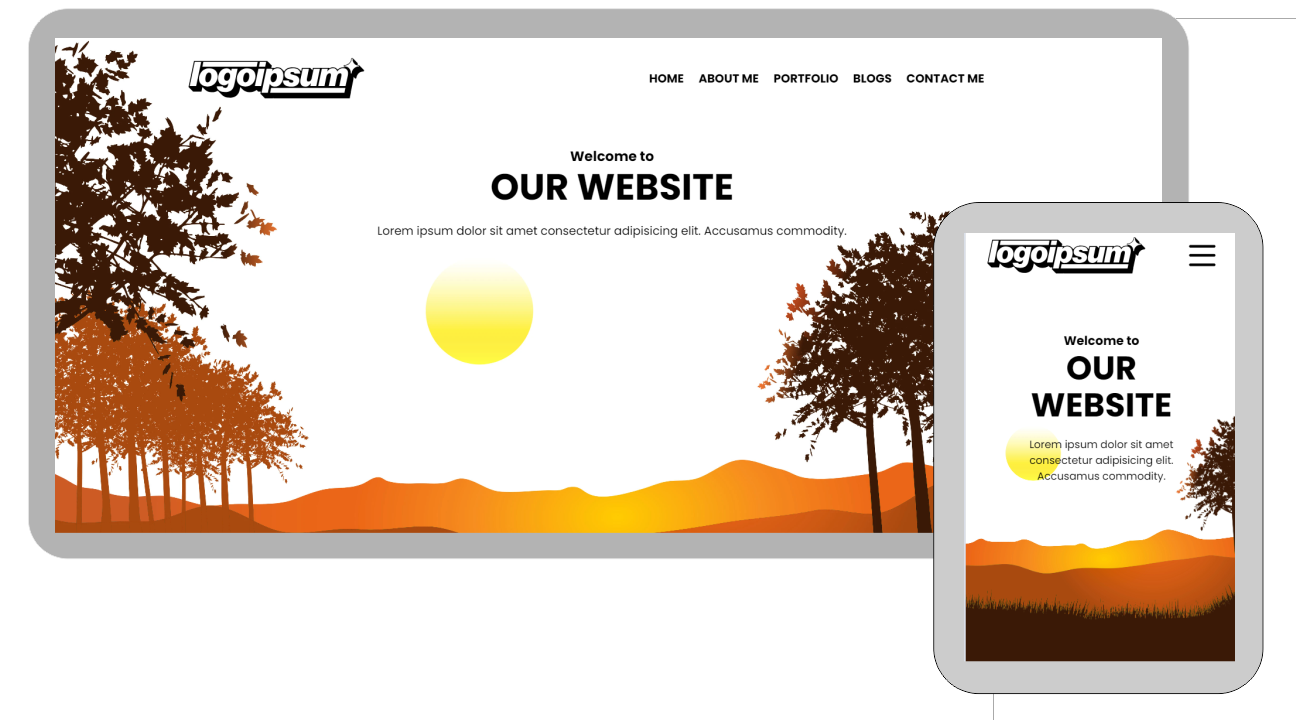 logoipsum
HOME ABOUT ME PORTFOLIO BLOGS CONTACT ME
Welcome to
OUR WEBSITE
Lorem ipsum dolor sit amet consectetur adipisicing elit. Accusamus commodity.
logoipsum
Welcome to
OUR
WEBSITE
Lorem ipsum dolor sit amet
consectetur adipisicing elit.
Accusamus commodity.